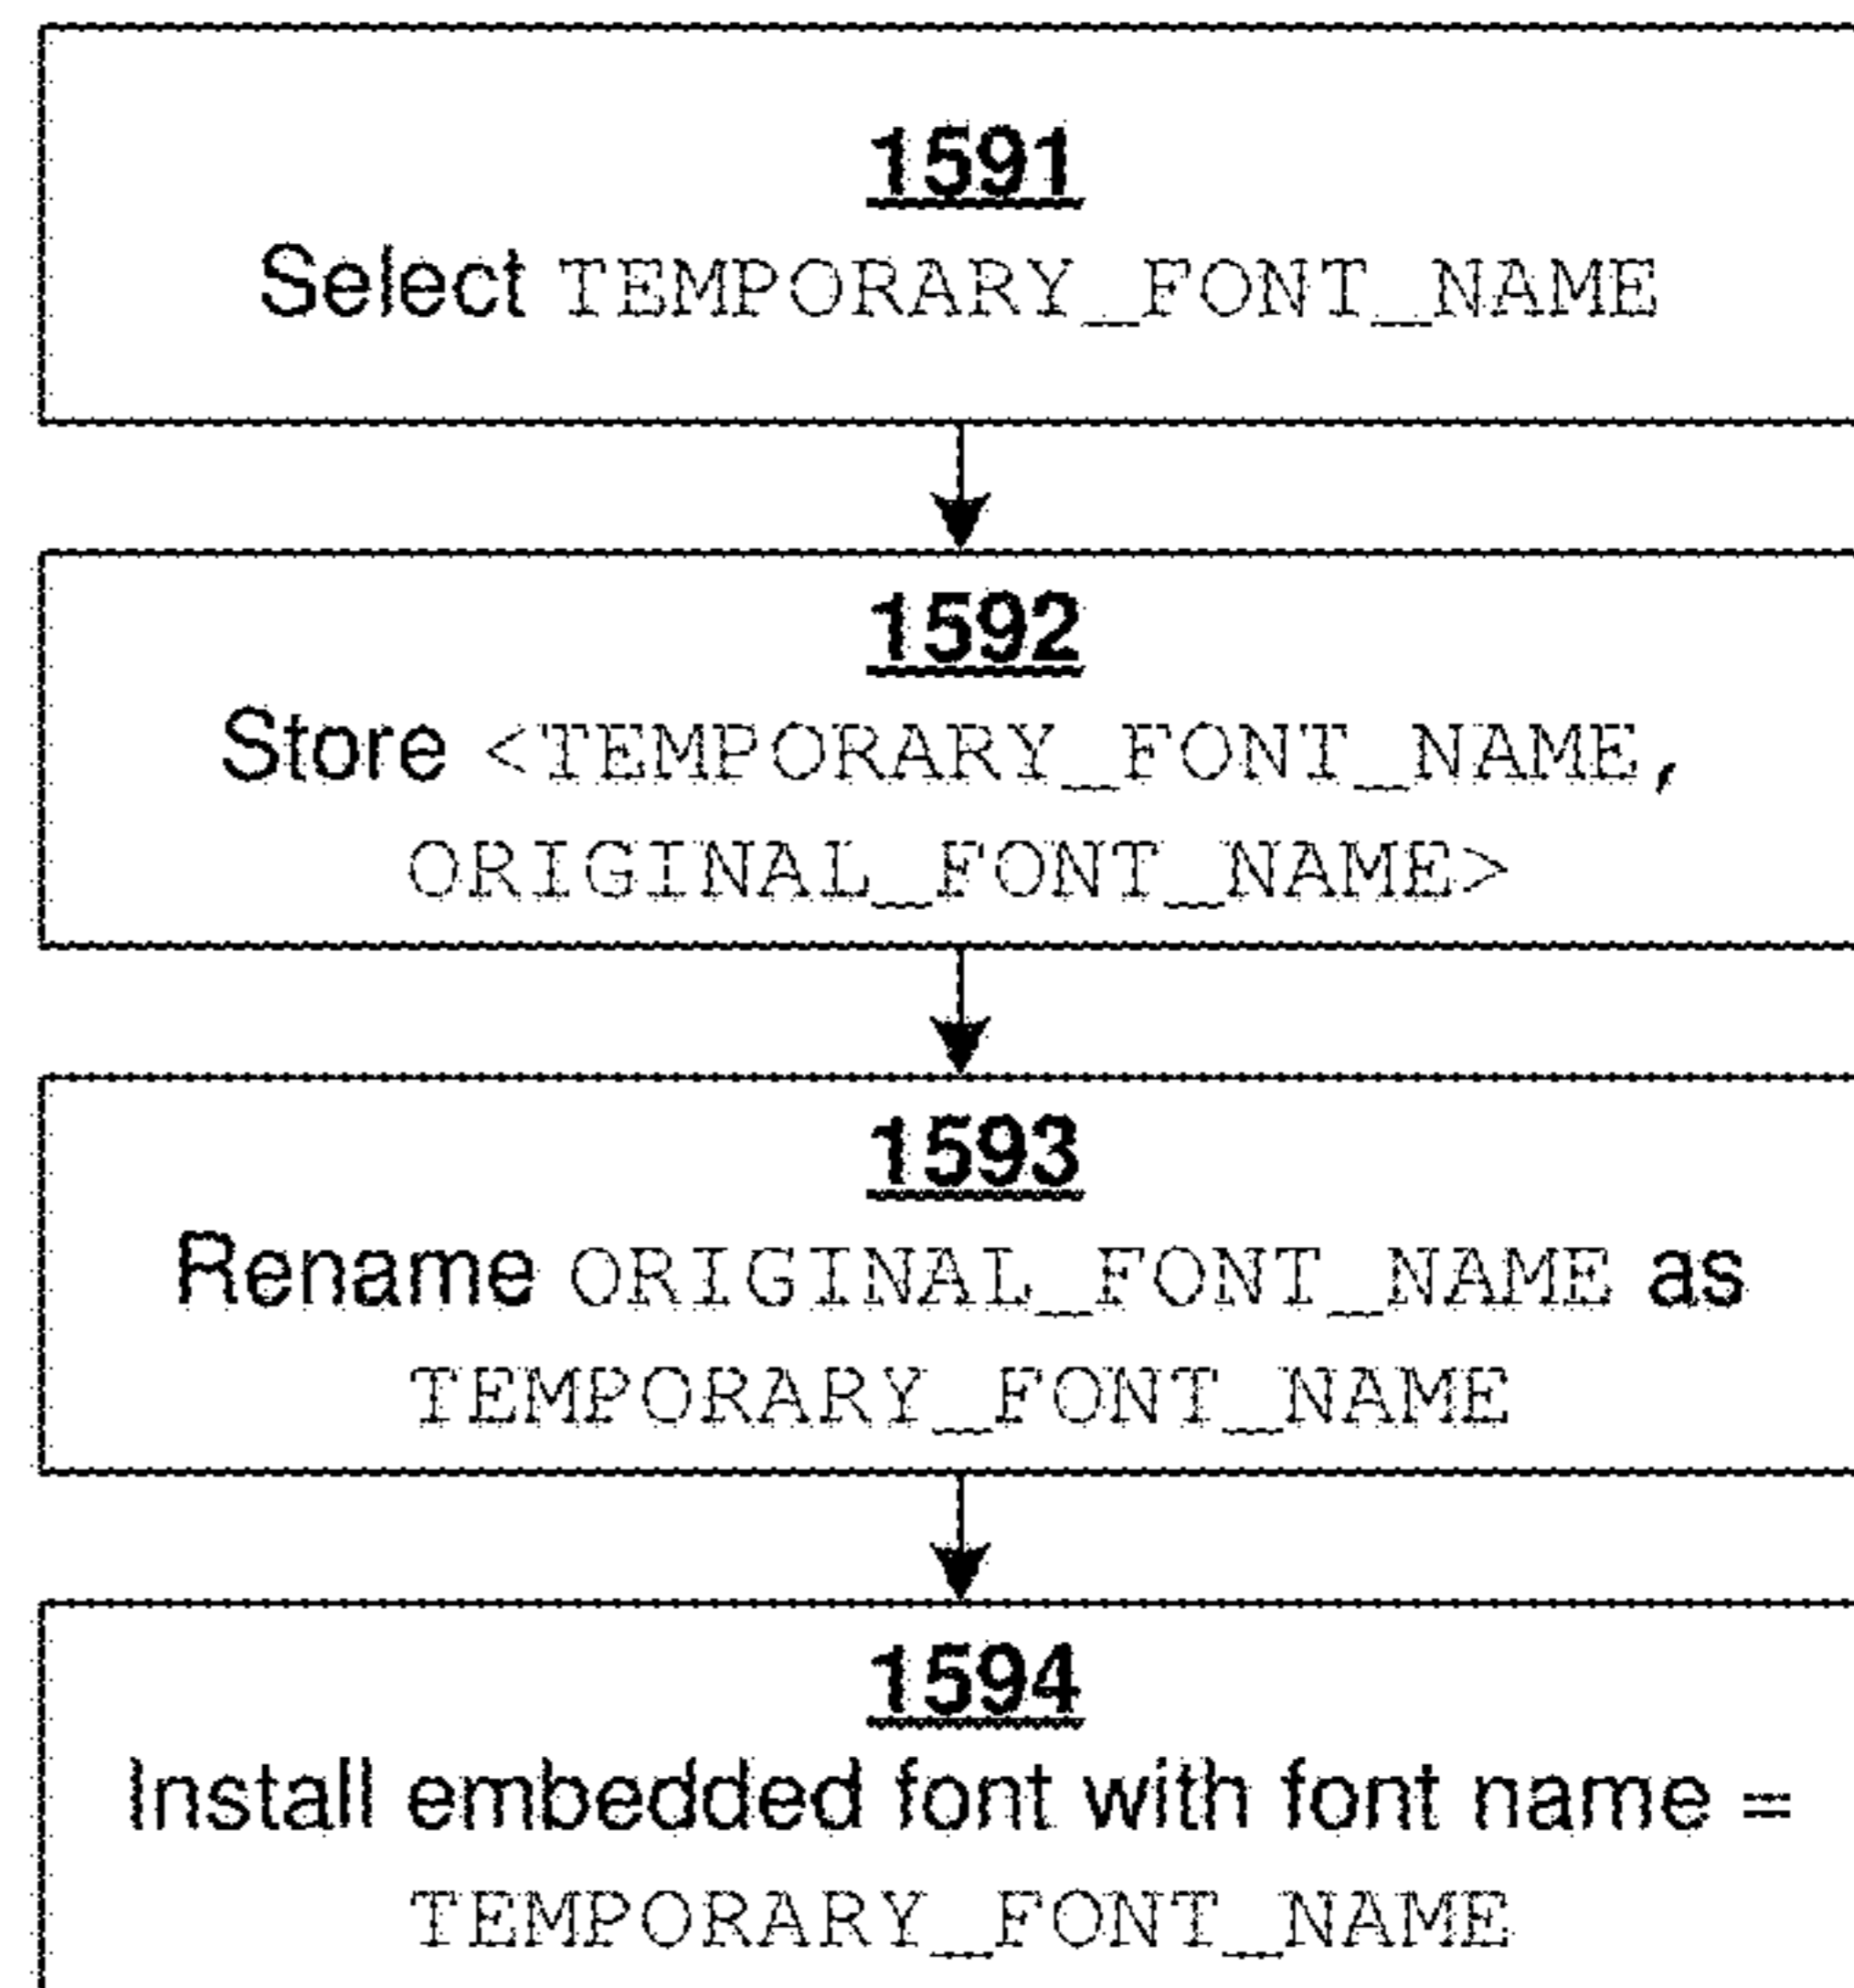 1591
Select TEMPORARY_FONT_NAME
1592
Store <TEMPORARY_FONT_NAME,
ORIGINAL_FONT_NAME>
1593
Rename ORIGINAL_FONT_NAME as
TEMPORARY_FONT_NAME
1594
Install embedded font with font name =
TEMPORARY_FONT_NAME